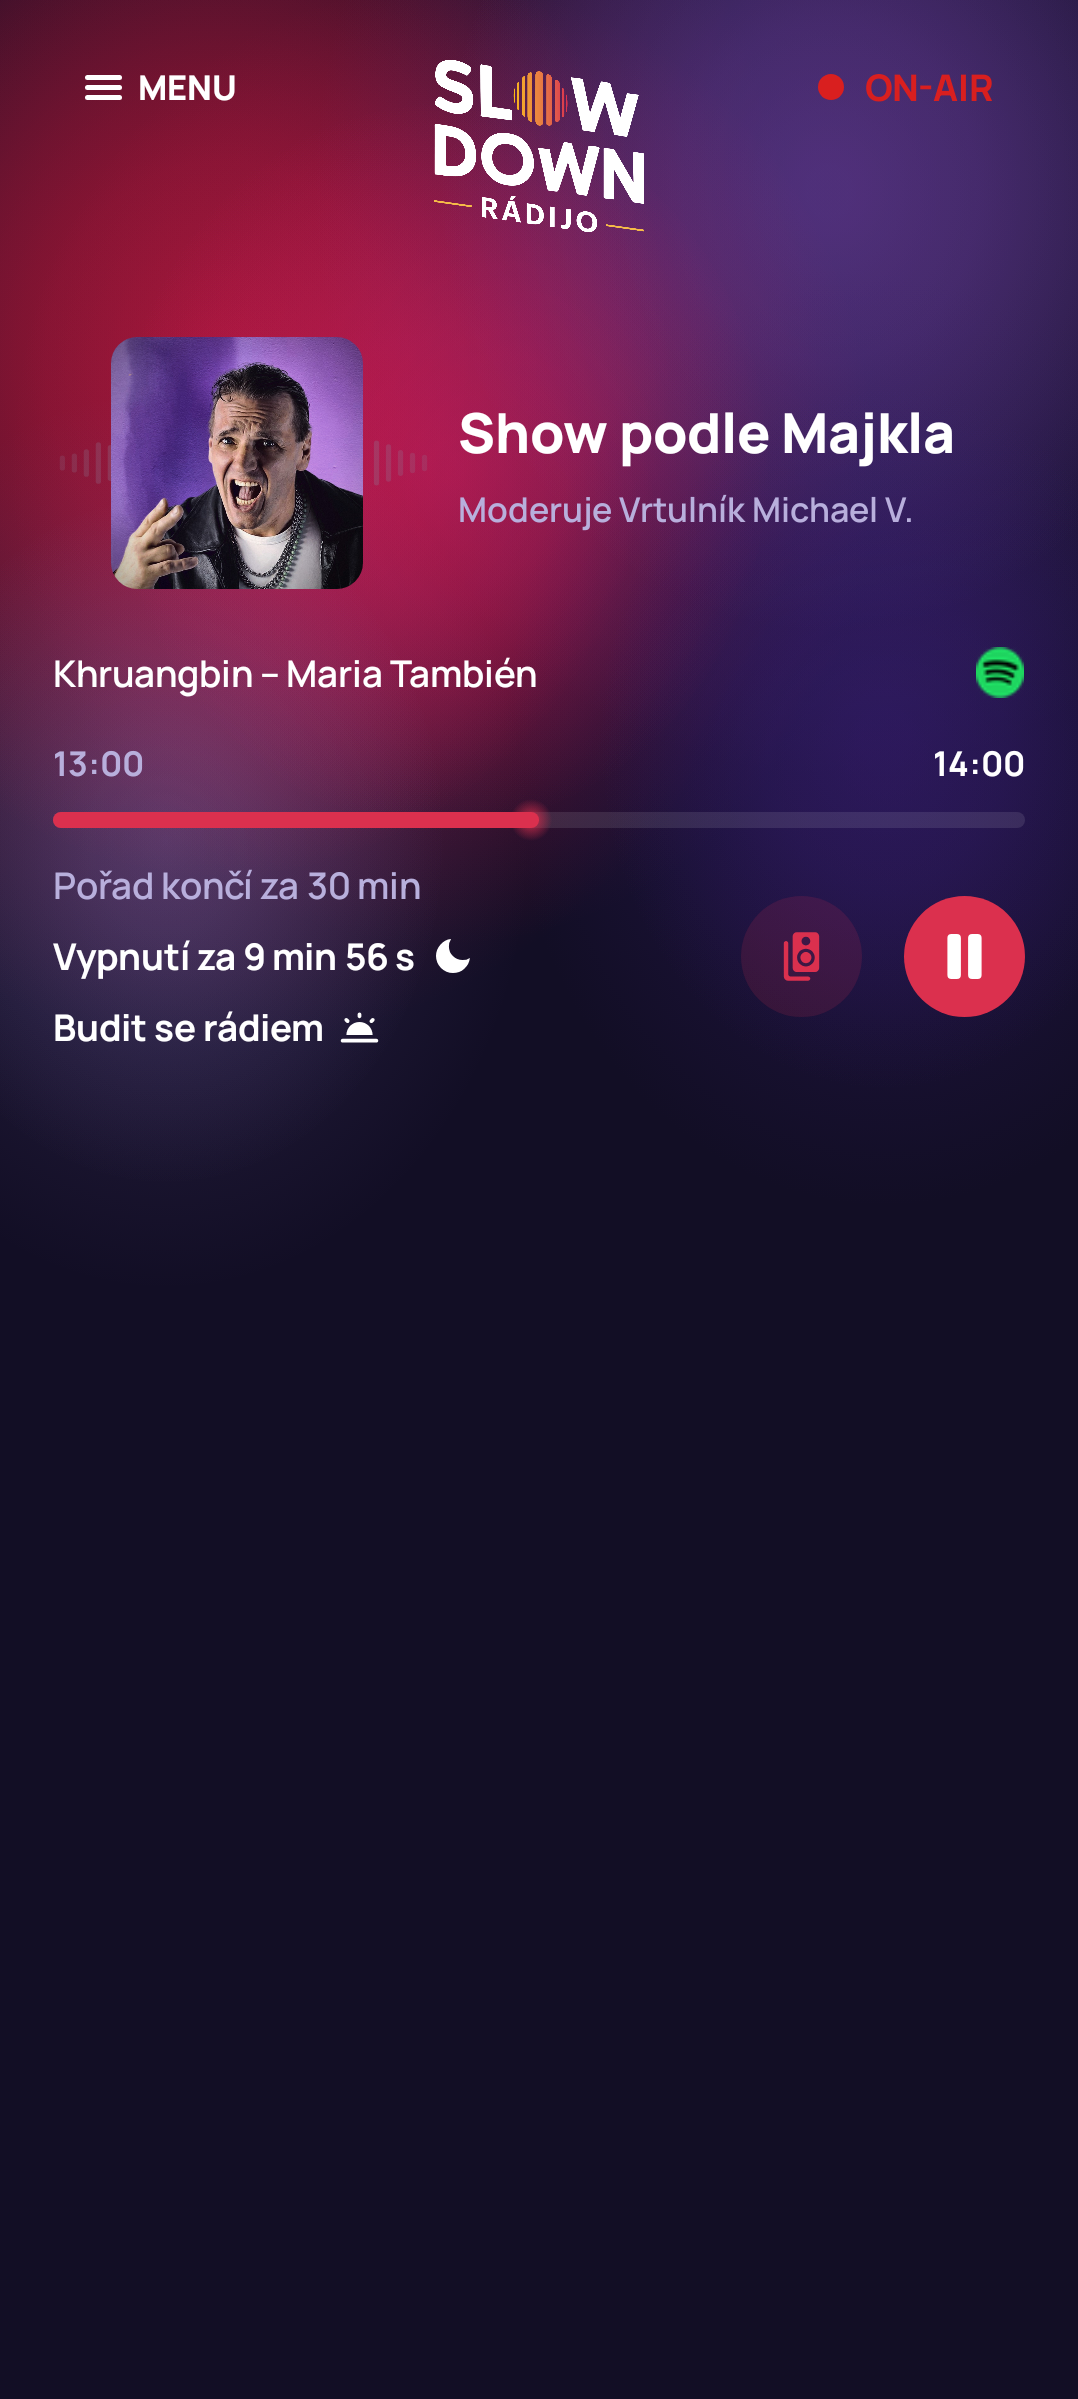 MENU
SLOW
DOWN
RÁDIJO
ON-AIR
Show podle Majkla
Moderuje Vrtulník Michael V.
Khruangbin – Maria También
13:00
14:00
Pořad končí za 30 min
Vypnutí za 9 min 56 s
Budit se rádiem